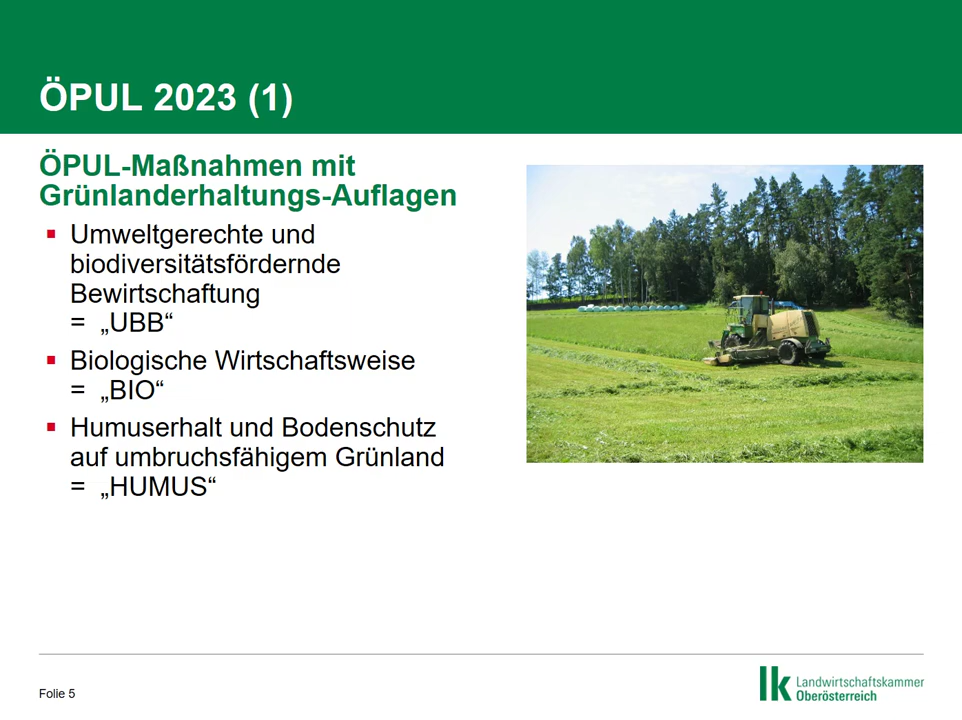 ÖPUL 2023 (1)
ÖPUL-Maßnahmen mit
Grünlanderhaltungs-Auflagen
Umweltgerechte und
biodiversitätsfördernde
Bewirtschaftung
= „UBB“
Biologische Wirtschaftsweise
= „BIO“
Humuserhalt und Bodenschutz
auf umbruchsfähigem Grünland
= „HUMUS“
Folie 5
lk Landwirtschaftskammer
Oberösterreich